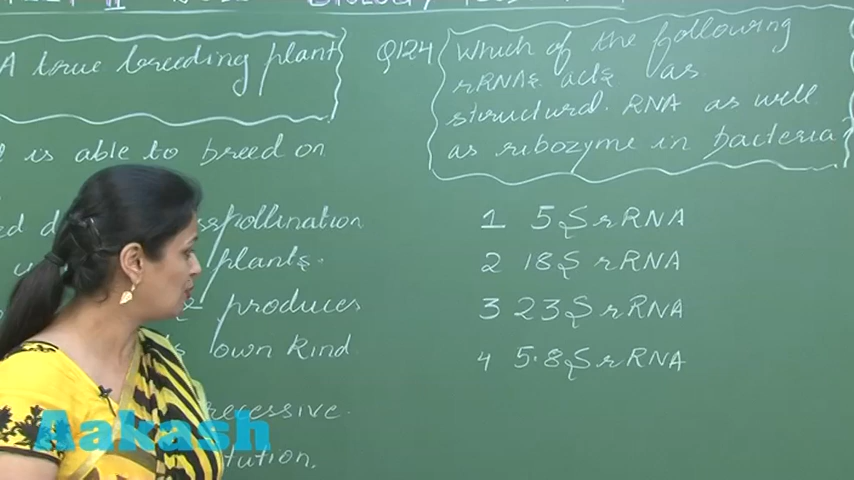 A true breeding plant
is able to breed on
pollination
plants.
produces
own kind
recessive.
tution.
Q124 Which of the following
rRNAs acts as
structural RNA as well
as ribozyme in bacteria
1 5S rRNA
2 18S rRNA
3 23S rRNA
4 5.8S rRNA
Aakash